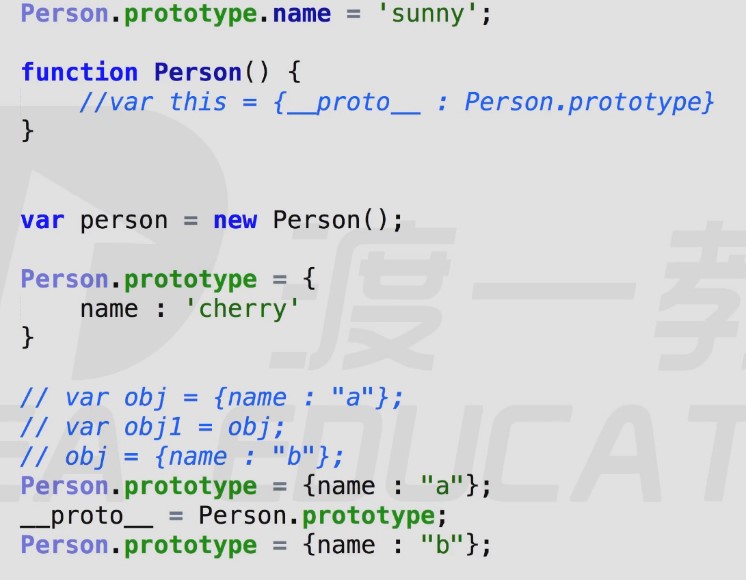 Person.prototype.name = 'sunny';
function Person() {
//var this = {__proto__ : Person.prototype}
}
var person = new Person();
Person.prototype = {
name : 'cherry'
}
// var obj = {name : "a"};
// var obj1 = obj;
// obj = {name : "b"};
Person.prototype = {name : "a"};
__proto__ = Person.prototype;
Person.prototype = {name : "b"};
渡一教
EDUCAT